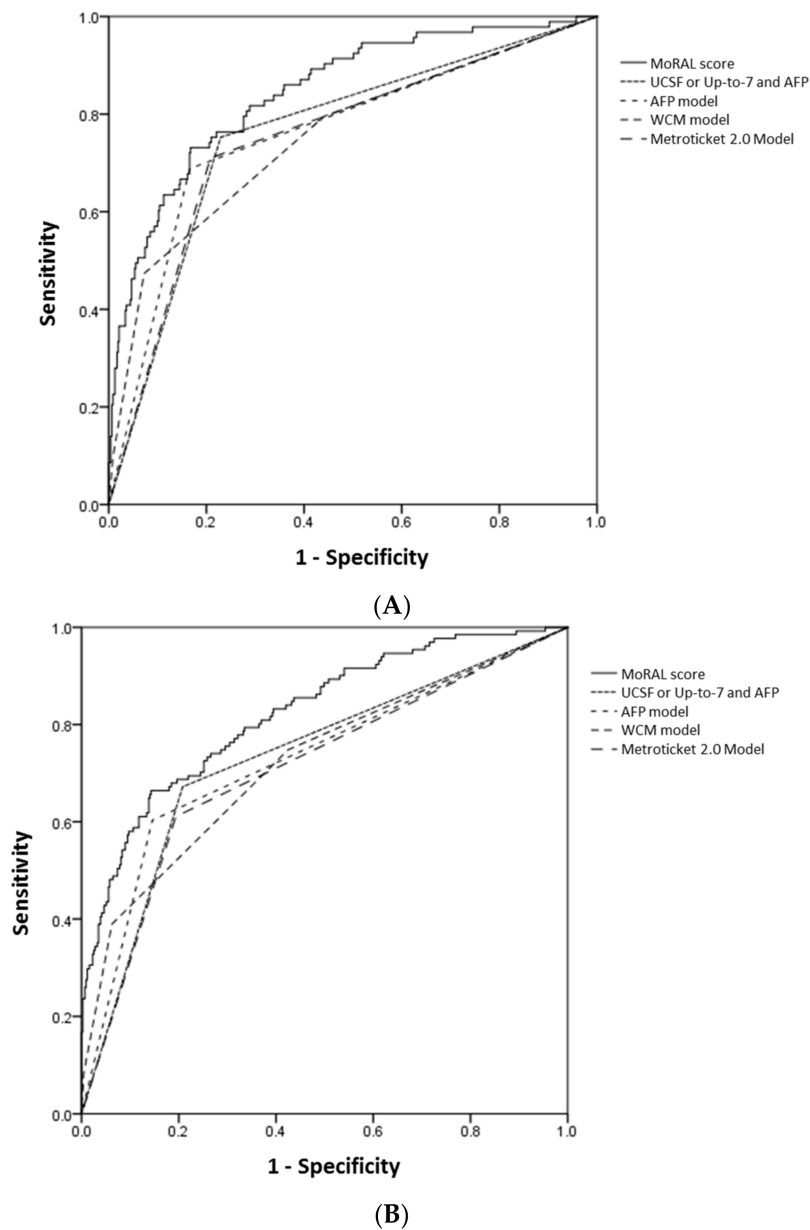 1.0
0.8
0.6
0.4
0.2
0.0
Sensitivity
0.0 0.2 0.4 0.6 0.8 1.0
1 - Specificity
MoRAL score
UCSF or Up-to-7 and AFP
AFP model
WCM model
Metroticket 2.0 Model
(A)
1.0
0.8
0.6
0.4
0.2
0.0
Sensitivity
0.0 0.2 0.4 0.6 0.8 1.0
1 - Specificity
MoRAL score
UCSF or Up-to-7 and AFP
AFP model
WCM model
Metroticket 2.0 Model
(B)